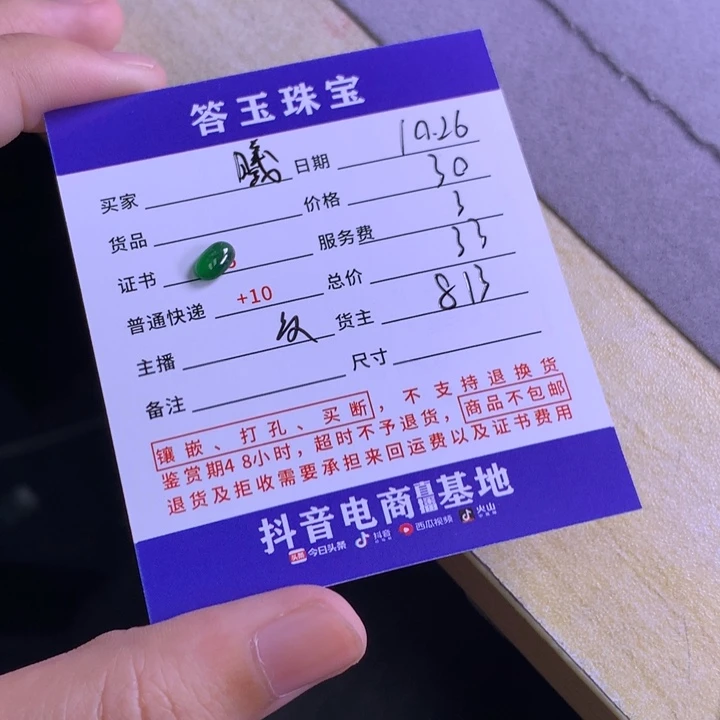 答玉珠宝
买家 曦 日期 10.26
货品 价格 30
证书 服务费 3
普通快递 +10 总价 33
主播 货主 813
备注 尺寸
镶嵌、打孔、买断，不支持退换货
鉴赏期48小时，超时不予退货，商品不包邮
退货及拒收需要承担来回运费以及证书费用
抖音电商直播基地
头条 今日头条 抖音 西瓜视频 火山